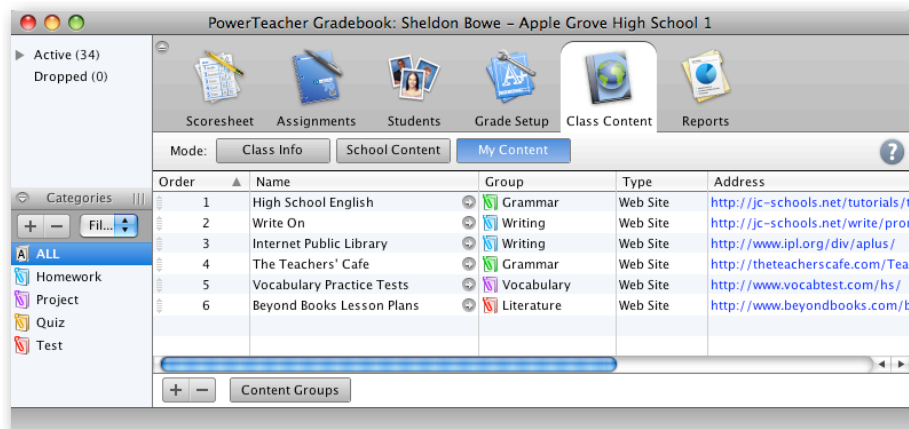 PowerTeacher Gradebook: Sheldon Bowe – Apple Grove High School 1
Active (34)
Dropped (0)
Scoresheet Assignments Students Grade Setup Class Content Reports
Mode: Class Info School Content My Content ?
Order Name Group Type Address
1 High School English Grammar Web Site http://jc-schools.net/tutorials/t
2 Write On Writing Web Site http://jc-schools.net/write/pror
3 Internet Public Library Writing Web Site http://www.ipl.org/div/aplus/
4 The Teachers' Cafe Grammar Web Site http://theteacherscafe.com/Tea
5 Vocabulary Practice Tests Vocabulary Web Site http://www.vocabtest.com/hs/
6 Beyond Books Lesson Plans Literature Web Site http://www.beyondbooks.com/b
Categories
+ − Fil...
ALL
Homework
Project
Quiz
Test
+ − Content Groups